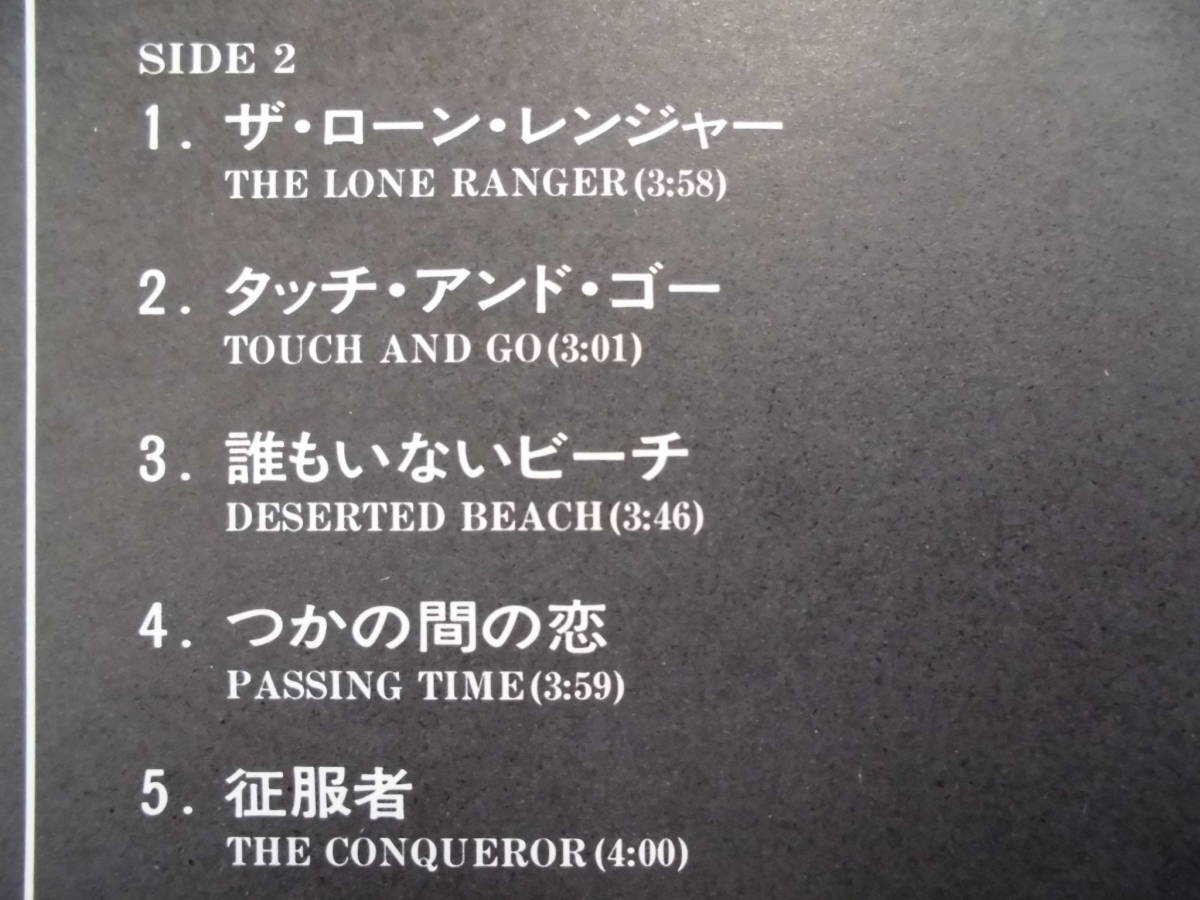 SIDE 2
1. ザ・ローン・レンジャー
THE LONE RANGER(3:58)
2. タッチ・アンド・ゴー
TOUCH AND GO(3:01)
3. 誰もいないビーチ
DESERTED BEACH(3:46)
4. つかの間の恋
PASSING TIME(3:59)
5. 征服者
THE CONQUEROR(4:00)